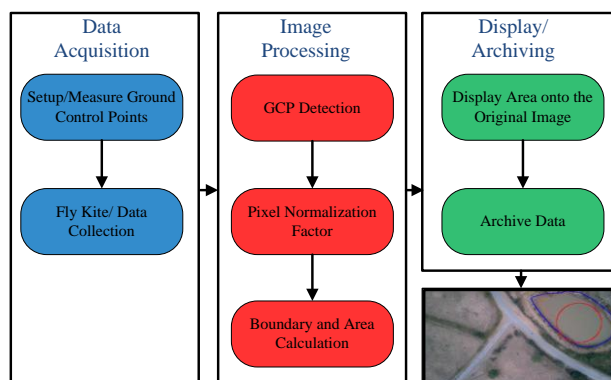 Data
Acquisition
Setup/Measure Ground
Control Points
Fly Kite/ Data
Collection
Image
Processing
GCP Detection
Pixel Normalization
Factor
Boundary and Area
Calculation
Display/
Archiving
Display Area onto the
Original Image
Archive Data